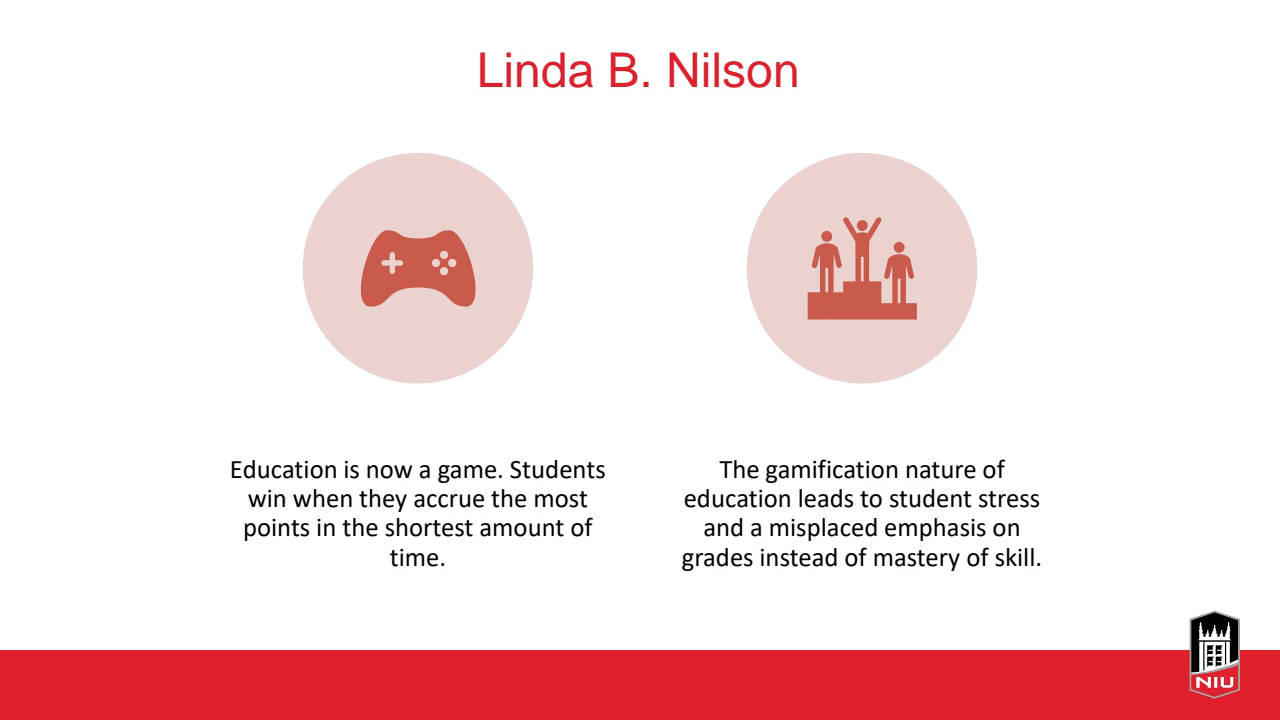 Linda B. Nilson
Education is now a game. Students
win when they accrue the most
points in the shortest amount of
time.
The gamification nature of
education leads to student stress
and a misplaced emphasis on
grades instead of mastery of skill.
NIU